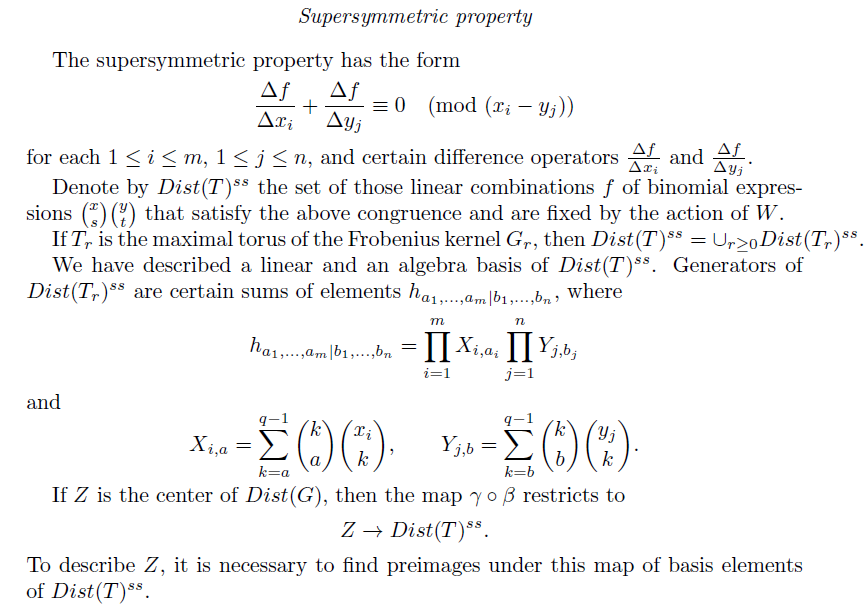 Supersymmetric property
The supersymmetric property has the form
$$\frac{\Delta f}{\Delta x_i} + \frac{\Delta f}{\Delta y_j} \equiv 0 \pmod{(x_i - y_j)}$$
for each $1 \leq i \leq m$, $1 \leq j \leq n$, and certain difference operators $\frac{\Delta f}{\Delta x_i}$ and $\frac{\Delta f}{\Delta y_j}$.
Denote by $Dist(T)^{ss}$ the set of those linear combinations $f$ of binomial expres-
sions $\binom{x}{s}\binom{y}{t}$ that satisfy the above congruence and are fixed by the action of $W$.
If $T_r$ is the maximal torus of the Frobenius kernel $G_r$, then $Dist(T)^{ss} = \cup_{r \geq 0} Dist(T_r)^{ss}$.
We have described a linear and an algebra basis of $Dist(T)^{ss}$. Generators of
$Dist(T_r)^{ss}$ are certain sums of elements $h_{a_1,\ldots,a_m|b_1,\ldots,b_n}$, where
$$h_{a_1,\ldots,a_m|b_1,\ldots,b_n} = \prod_{i=1}^{m} X_{i,a_i} \prod_{j=1}^{n} Y_{j,b_j}$$
and
$$X_{i,a} = \sum_{k=a}^{q-1} \binom{k}{a}\binom{x_i}{k}, \qquad Y_{j,b} = \sum_{k=b}^{q-1} \binom{k}{b}\binom{y_j}{k}.$$
If $Z$ is the center of $Dist(G)$, then the map $\gamma \circ \beta$ restricts to
$$Z \to Dist(T)^{ss}.$$
To describe $Z$, it is necessary to find preimages under this map of basis elements
of $Dist(T)^{ss}$.